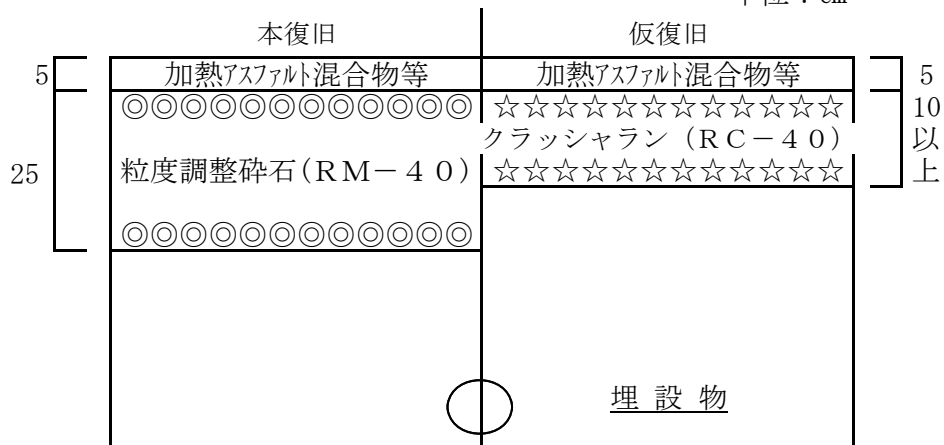 単位：cm
本復旧 仮復旧
5 加熱アスファルト混合物等 加熱アスファルト混合物等 5
◎◎◎◎◎◎◎◎◎◎◎◎ ☆☆☆☆☆☆☆☆☆☆☆☆ 10
クラッシャラン（ＲＣ－４０） 以
25 粒度調整砕石(ＲＭ－４０) ☆☆☆☆☆☆☆☆☆☆☆☆ 上
◎◎◎◎◎◎◎◎◎◎◎◎
埋 設 物